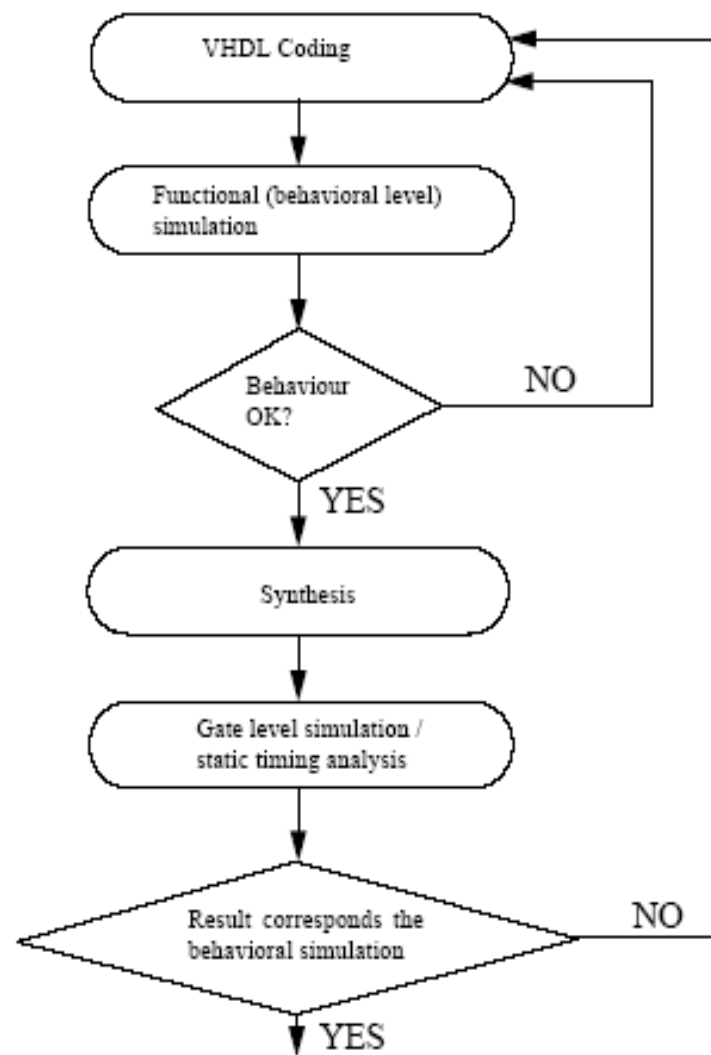 VHDL Coding
Functional (behavioral level)
simulation
Behaviour
OK?
NO
YES
Synthesis
Gate level simulation /
static timing analysis
Result corresponds the
behavioral simulation
NO
YES